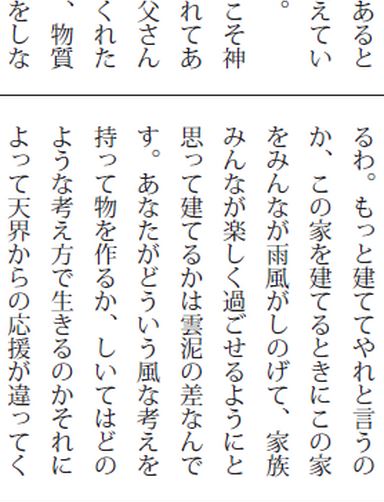 あると
えてい
。
こそ神
れてあ
父さん
くれた
、物質
をしな
るわ。もっと建ててやれと言うの
か、この家を建てるときにこの家
をみんなが雨風がしのげて、家族
みんなが楽しく過ごせるようにと
思って建てるかは雲泥の差なんで
す。あなたがどういう風な考えを
持って物を作るか、しいてはどの
ような考え方で生きるのかそれに
よって天界からの応援が違ってく